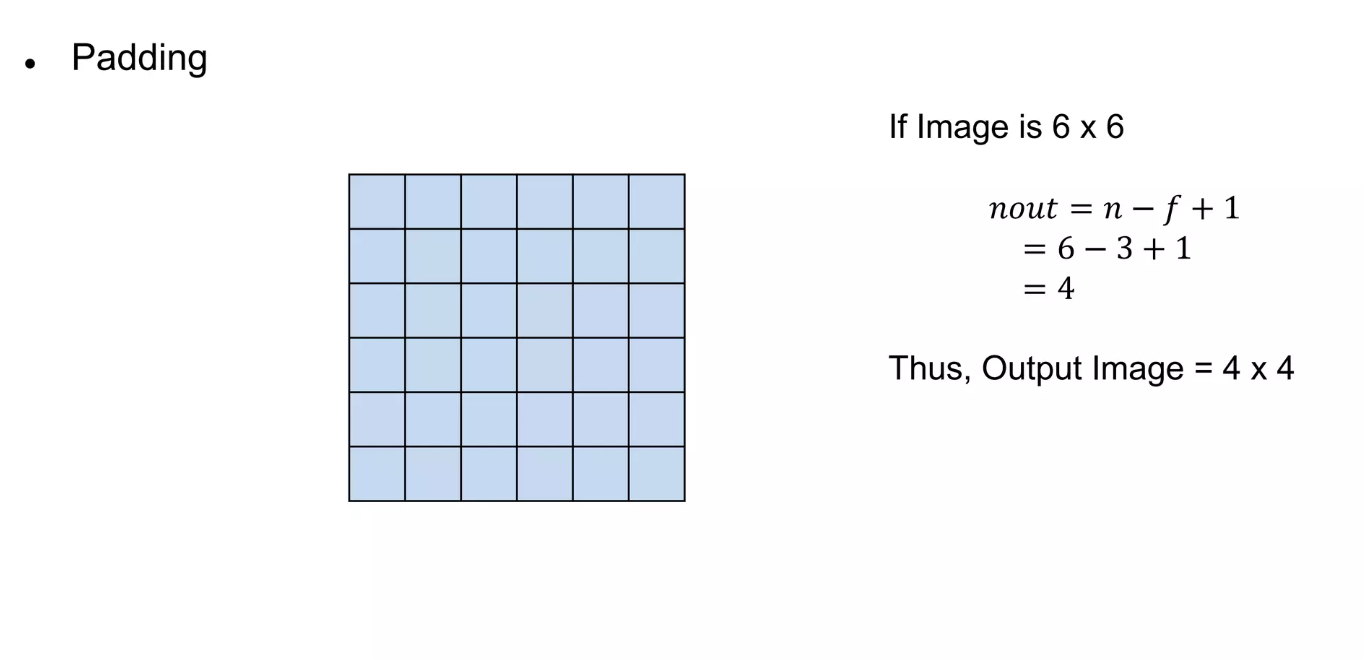 • Padding
If Image is 6 x 6
nout = n − f + 1
= 6 − 3 + 1
= 4
Thus, Output Image = 4 x 4